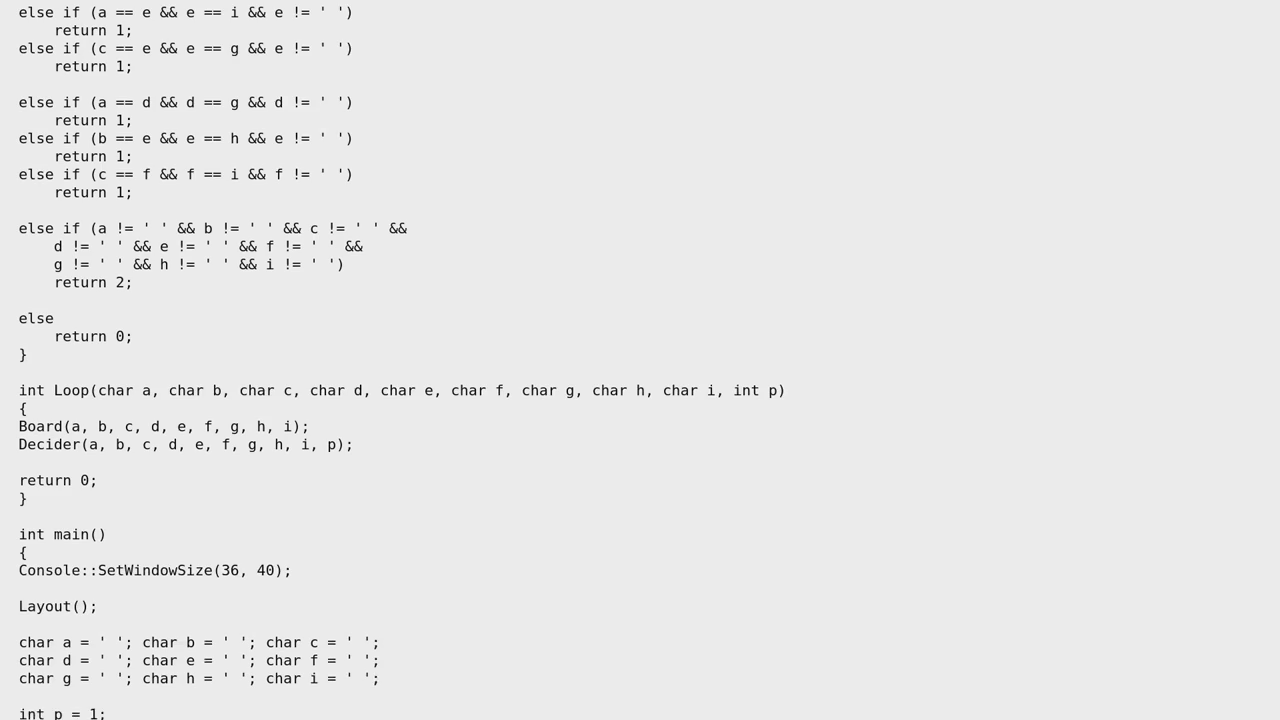 else if (a == e && e == i && e != ' ')
    return 1;
else if (c == e && e == g && e != ' ')
    return 1;

else if (a == d && d == g && d != ' ')
    return 1;
else if (b == e && e == h && e != ' ')
    return 1;
else if (c == f && f == i && f != ' ')
    return 1;

else if (a != ' ' && b != ' ' && c != ' ' &&
    d != ' ' && e != ' ' && f != ' ' &&
    g != ' ' && h != ' ' && i != ' ')
    return 2;

else
    return 0;
}

int Loop(char a, char b, char c, char d, char e, char f, char g, char h, char i, int p)
{
Board(a, b, c, d, e, f, g, h, i);
Decider(a, b, c, d, e, f, g, h, i, p);

return 0;
}

int main()
{
Console::SetWindowSize(36, 40);

Layout();

char a = ' '; char b = ' '; char c = ' ';
char d = ' '; char e = ' '; char f = ' ';
char g = ' '; char h = ' '; char i = ' ';

int p = 1;